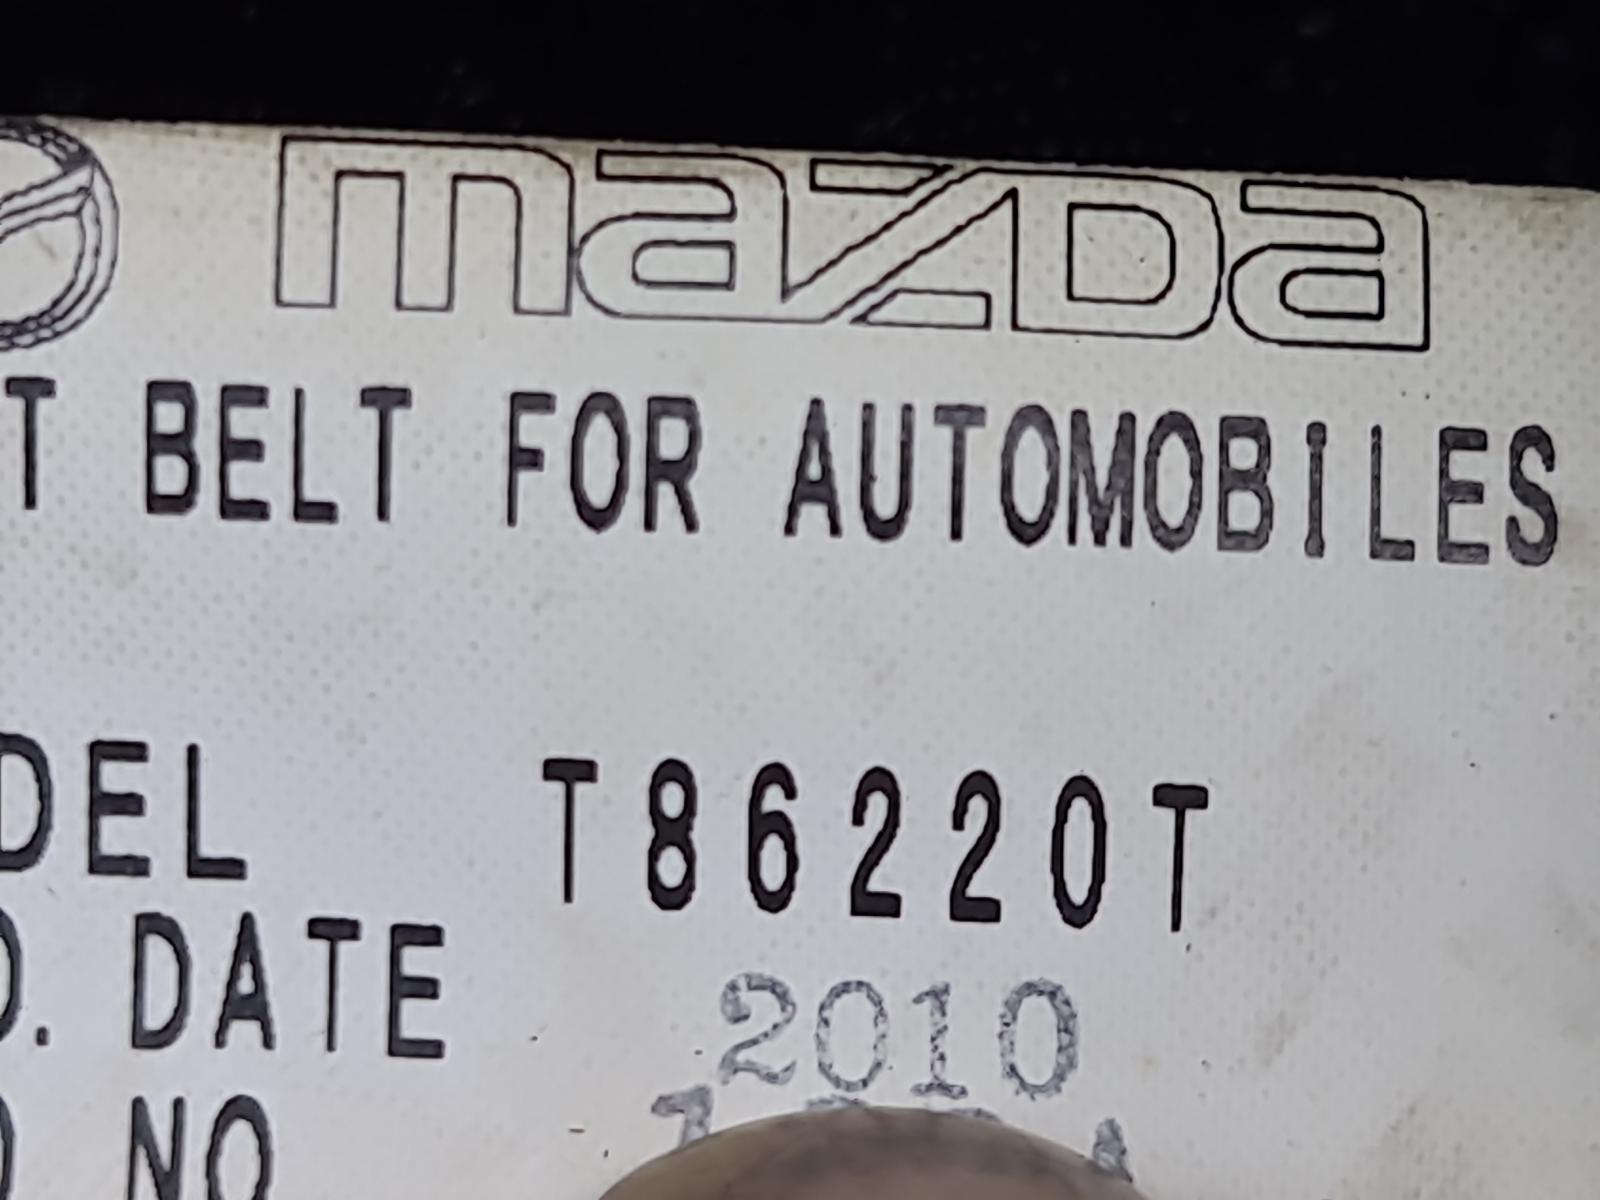 mazda
T BELT FOR AUTOMOBILES
DEL T86220T
D. DATE 2010
NO